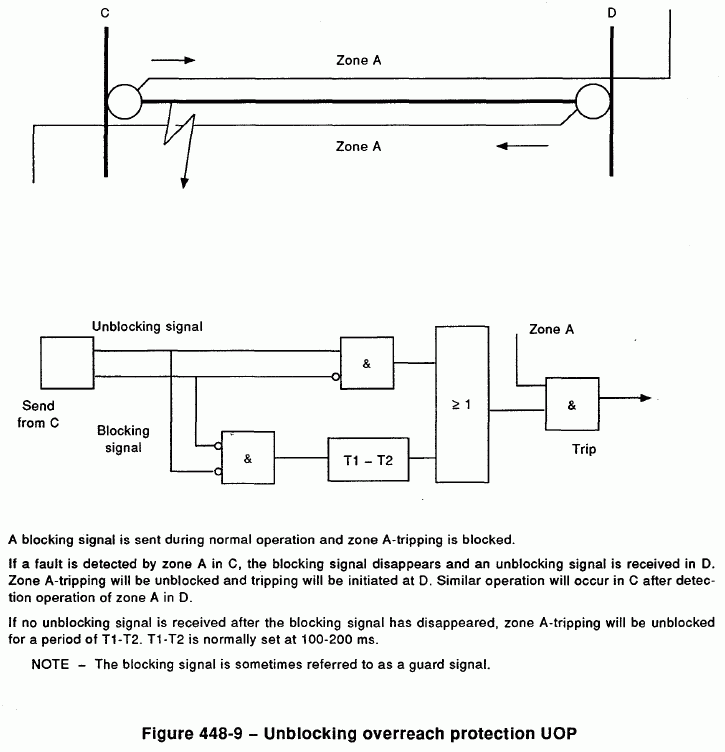 C
D
Zone A
Zone A
Unblocking signal
Zone A
&
≥ 1
&
Send
from C
Blocking
signal
&
T1 – T2
Trip
A blocking signal is sent during normal operation and zone A-tripping is blocked.
If a fault is detected by zone A in C, the blocking signal disappears and an unblocking signal is received in D.
Zone A-tripping will be unblocked and tripping will be initiated at D. Similar operation will occur in C after detec-
tion operation of zone A in D.
If no unblocking signal is received after the blocking signal has disappeared, zone A-tripping will be unblocked
for a period of T1-T2. T1-T2 is normally set at 100-200 ms.
NOTE – The blocking signal is sometimes referred to as a guard signal.
Figure 448-9 – Unblocking overreach protection UOP